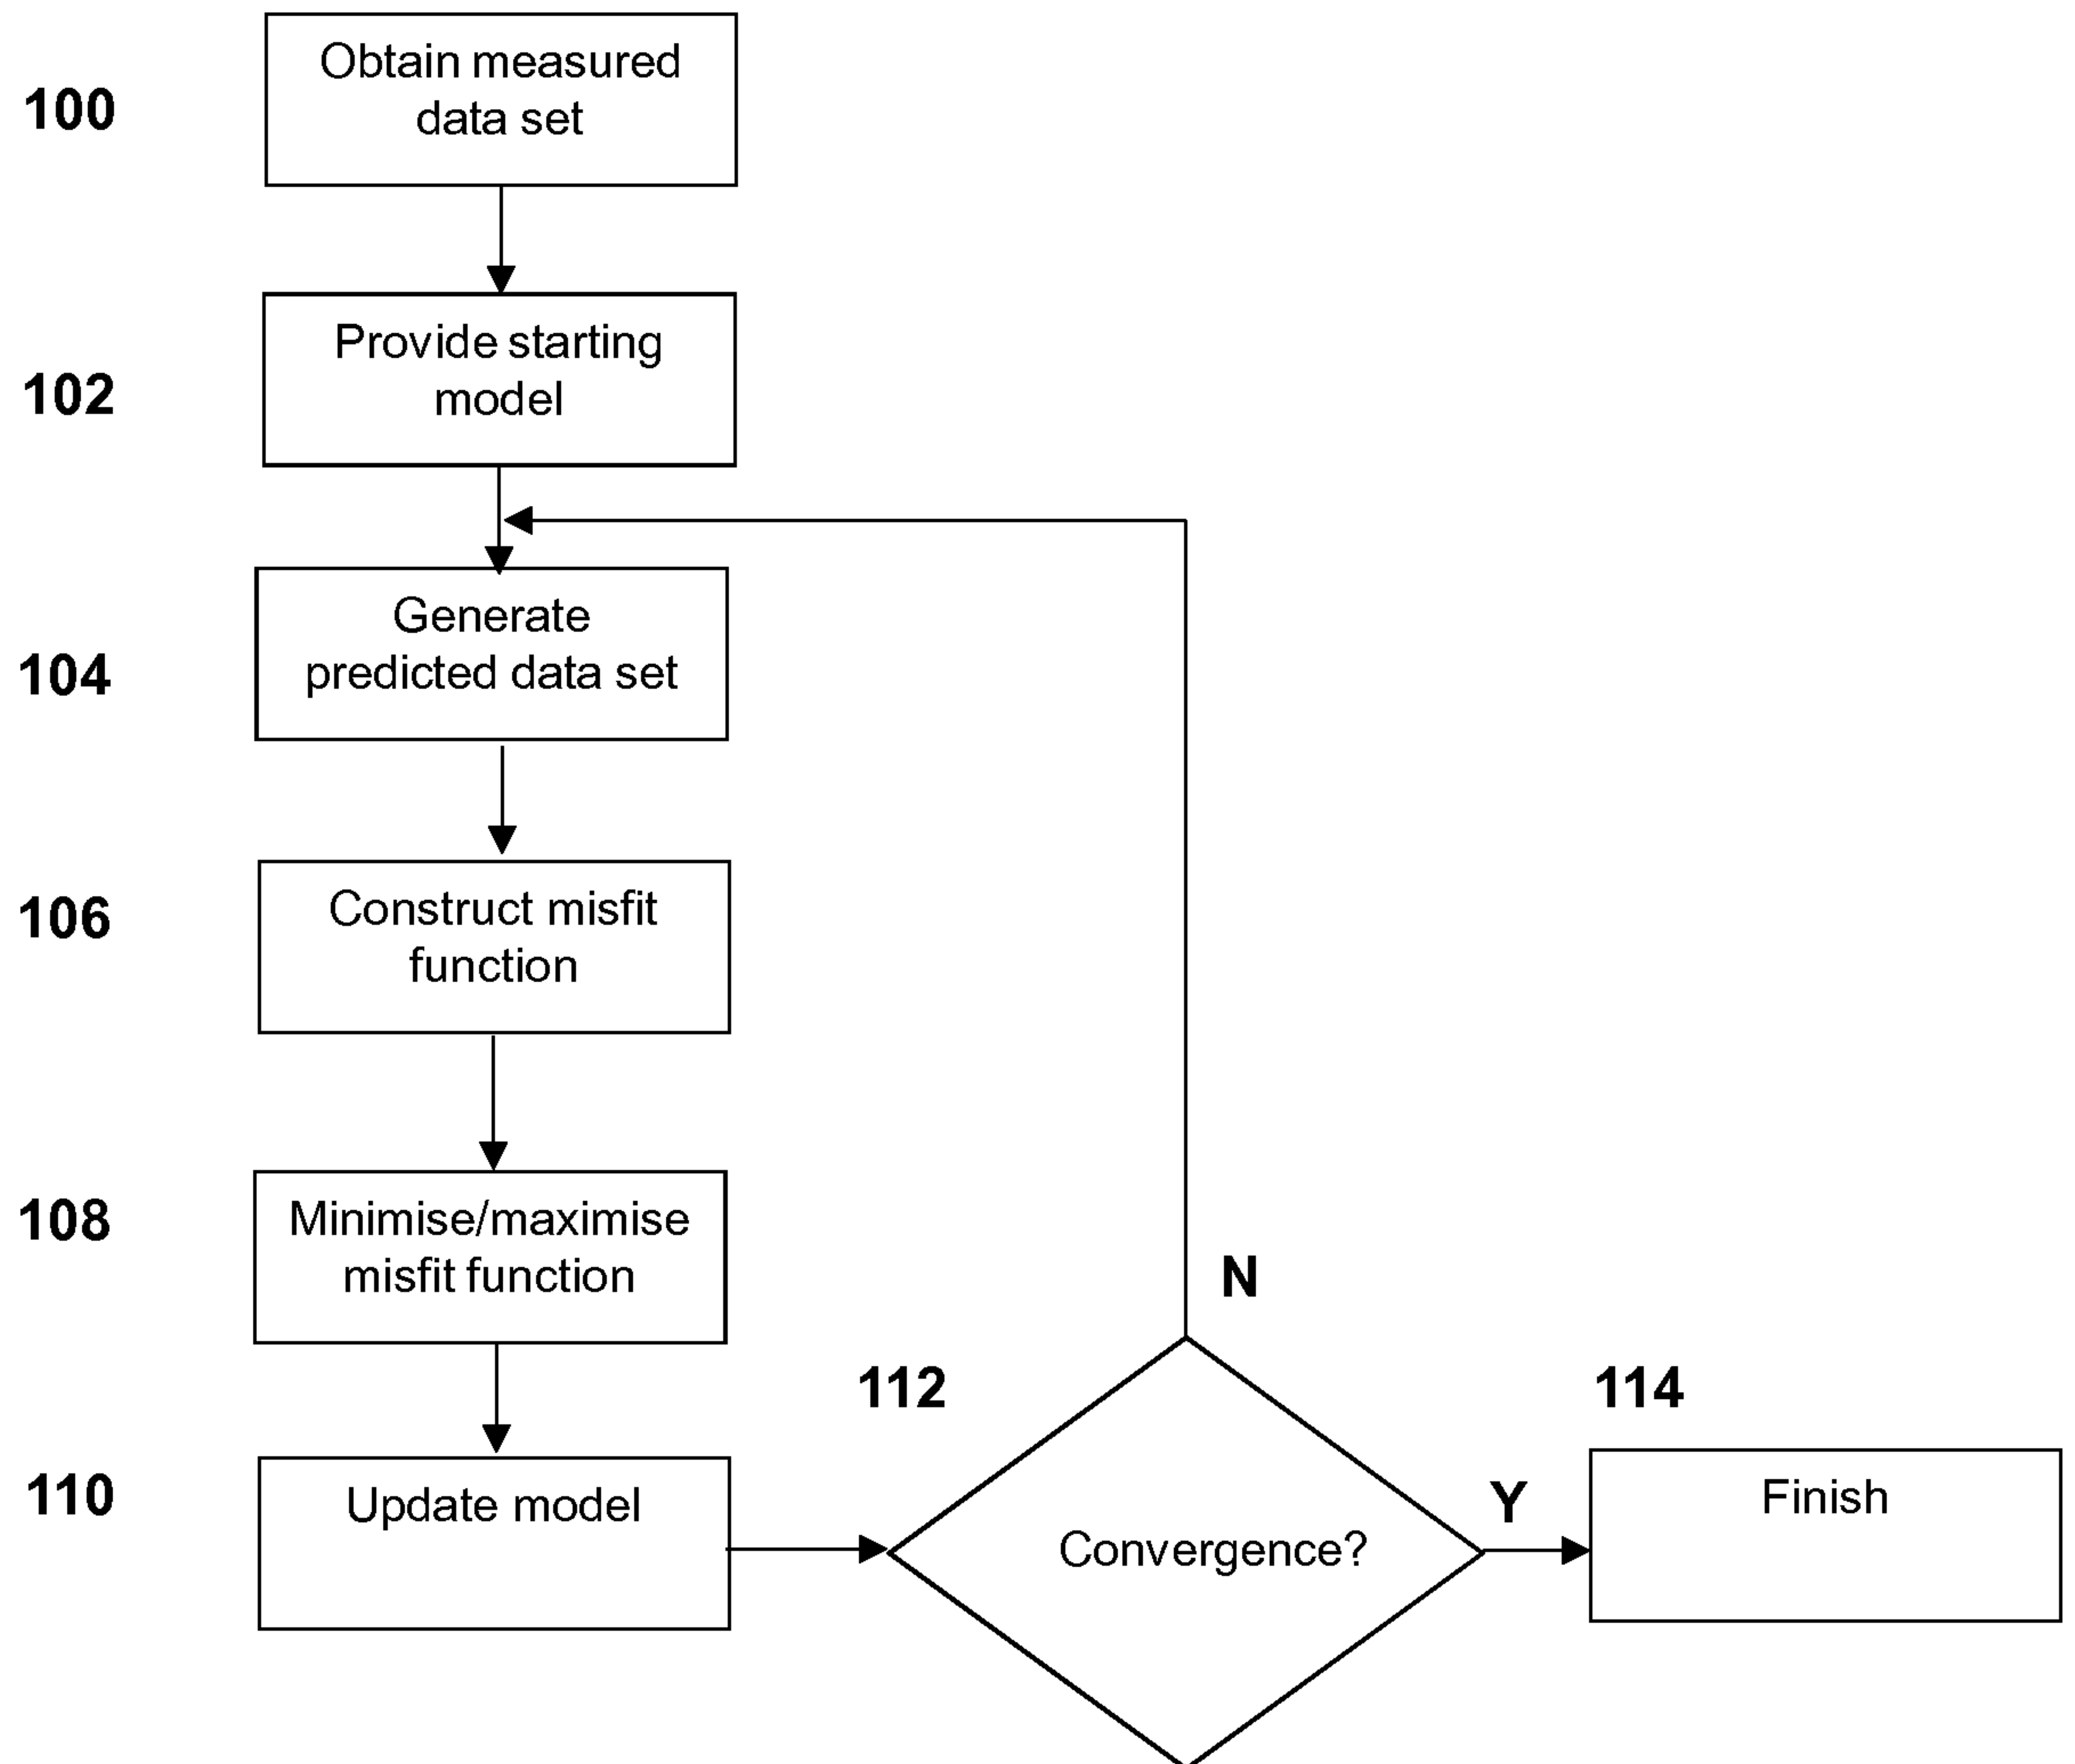 100
Obtain measured
data set
102
Provide starting
model
104
Generate
predicted data set
106
Construct misfit
function
108
Minimise/maximise
misfit function
110
Update model
112
Convergence?
N
Y
114
Finish